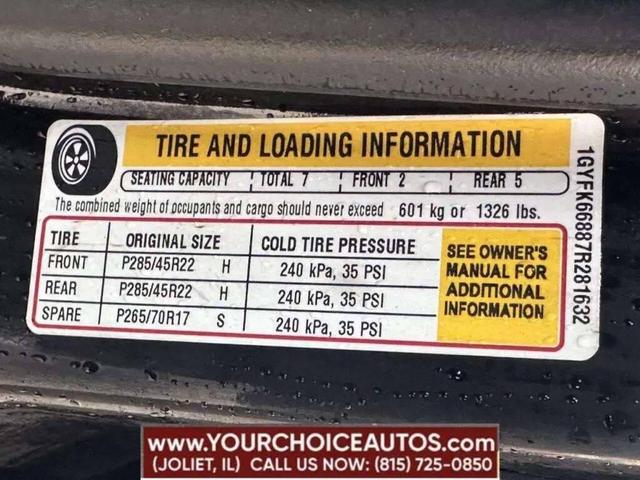 TIRE AND LOADING INFORMATION
SEATING CAPACITY TOTAL 7 FRONT 2 REAR 5
The combined weight of occupants and cargo should never exceed 601 kg or 1326 lbs.
TIRE ORIGINAL SIZE COLD TIRE PRESSURE
FRONT P285/45R22 H 240 kPa, 35 PSI
REAR P285/45R22 H 240 kPa, 35 PSI
SPARE P265/70R17 S 240 kPa, 35 PSI
SEE OWNER'S
MANUAL FOR
ADDITIONAL
INFORMATION
1GYFK66887R281632
www.YOURCHOICEAUTOS.com
(JOLIET, IL) CALL US NOW: (815) 725-0850